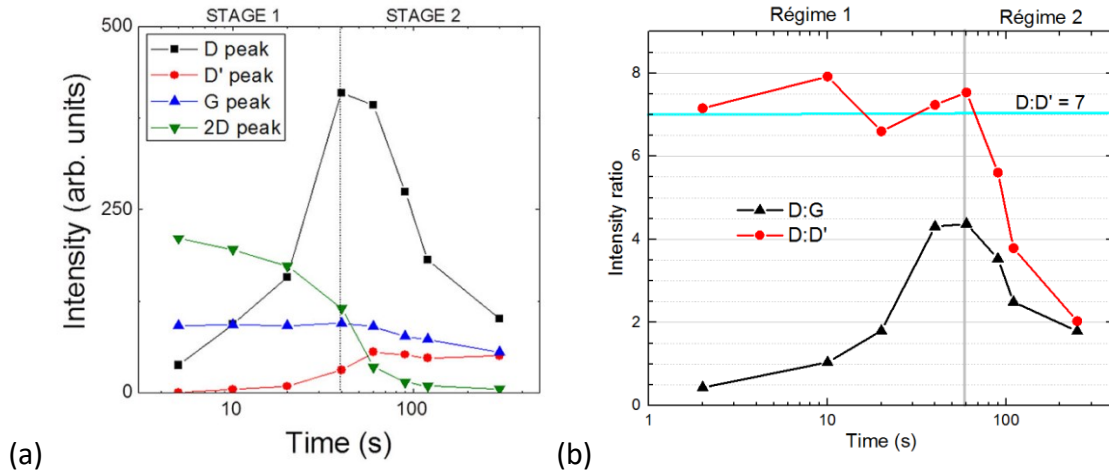 STAGE 1 STAGE 2
500
D peak
D' peak
G peak
2D peak
250
0
10 100
Intensity (arb. units)
Time (s)
(a)
Régime 1 Régime 2
8
D:D' = 7
6
4
D:G
D:D'
2
0
1 10 100
Intensity ratio
Time (s)
(b)